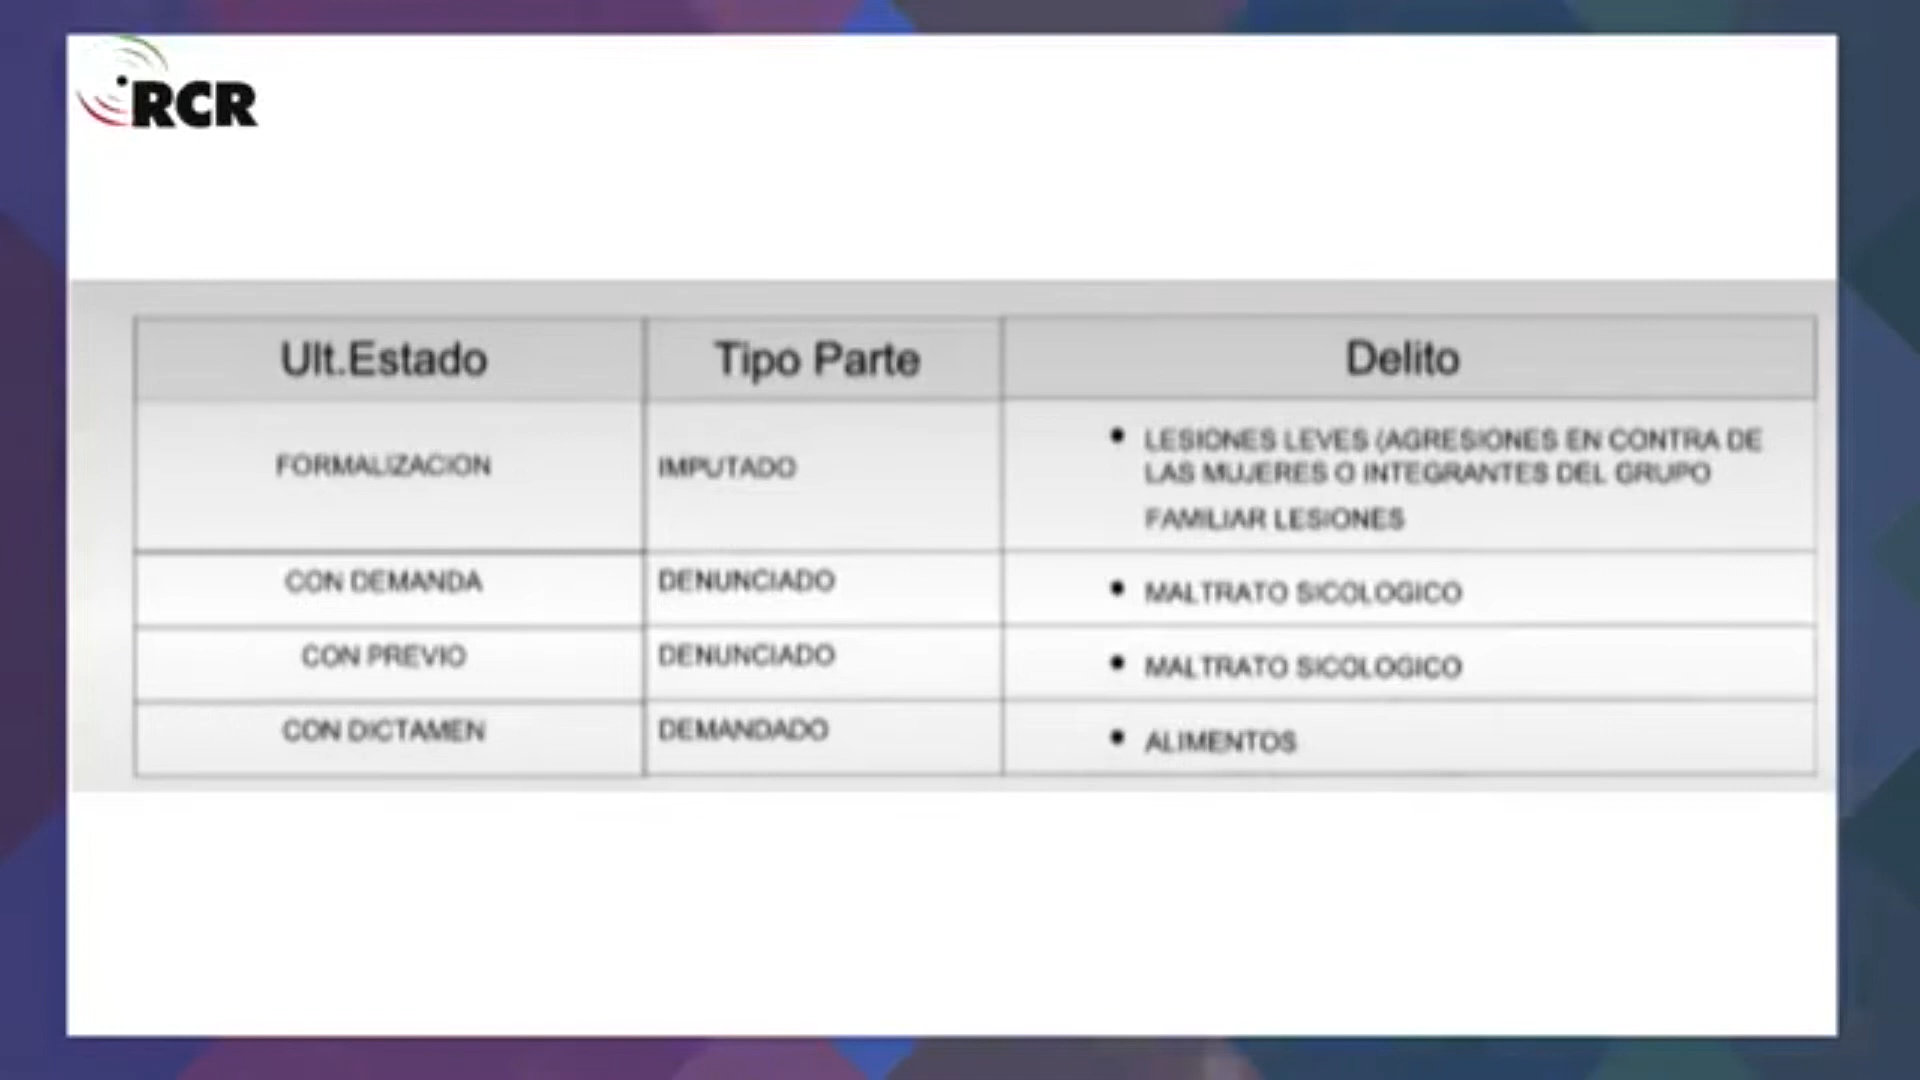 RCR
Ult.Estado Tipo Parte Delito
FORMALIZACION IMPUTADO LESIONES LEVES (AGRESIONES EN CONTRA DE
LAS MUJERES O INTEGRANTES DEL GRUPO
FAMILIAR LESIONES
CON DEMANDA DENUNCIADO MALTRATO SICOLOGICO
CON PREVIO DENUNCIADO MALTRATO SICOLOGICO
CON DICTAMEN DEMANDADO ALIMENTOS